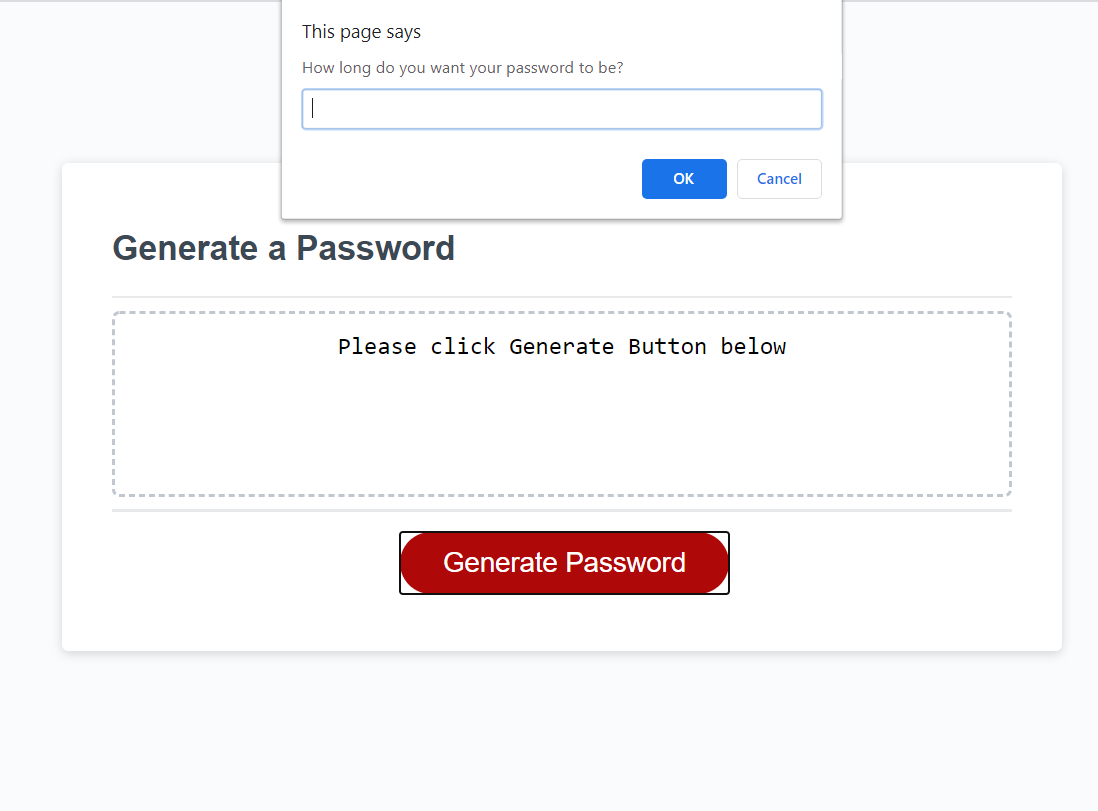 This page says
How long do you want your password to be?
OK
Cancel
Generate a Password
Please click Generate Button below
Generate Password